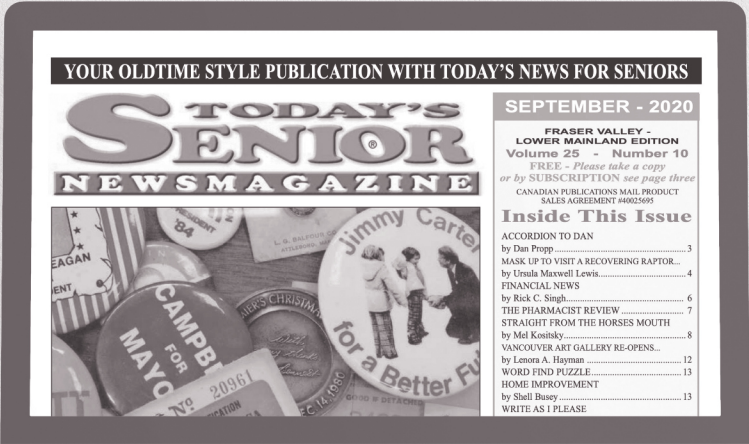 YOUR OLDTIME STYLE PUBLICATION WITH TODAY'S NEWS FOR SENIORS
TODAY'S
SENIOR®
NEWSMAGAZINE
SEPTEMBER - 2020
FRASER VALLEY -
LOWER MAINLAND EDITION
Volume 25 - Number 10
FREE - Please take a copy
or by SUBSCRIPTION see page three
CANADIAN PUBLICATIONS MAIL PRODUCT
SALES AGREEMENT #40025695
Inside This Issue
ACCORDION TO DAN
by Dan Propp 3
MASK UP TO VISIT A RECOVERING RAPTOR...
by Ursula Maxwell Lewis 4
FINANCIAL NEWS
by Rick C. Singh 6
THE PHARMACIST REVIEW 7
STRAIGHT FROM THE HORSES MOUTH
by Mel Kositsky 8
VANCOUVER ART GALLERY RE-OPENS...
by Lenora A. Hayman 12
WORD FIND PUZZLE 13
HOME IMPROVEMENT
by Shell Busey 13
WRITE AS I PLEASE
'84
EAGAN
CAMPB
FOR
MAYO
Nº 20961
DEC. 14, 1980
Jimmy Carter
for a Better Fu